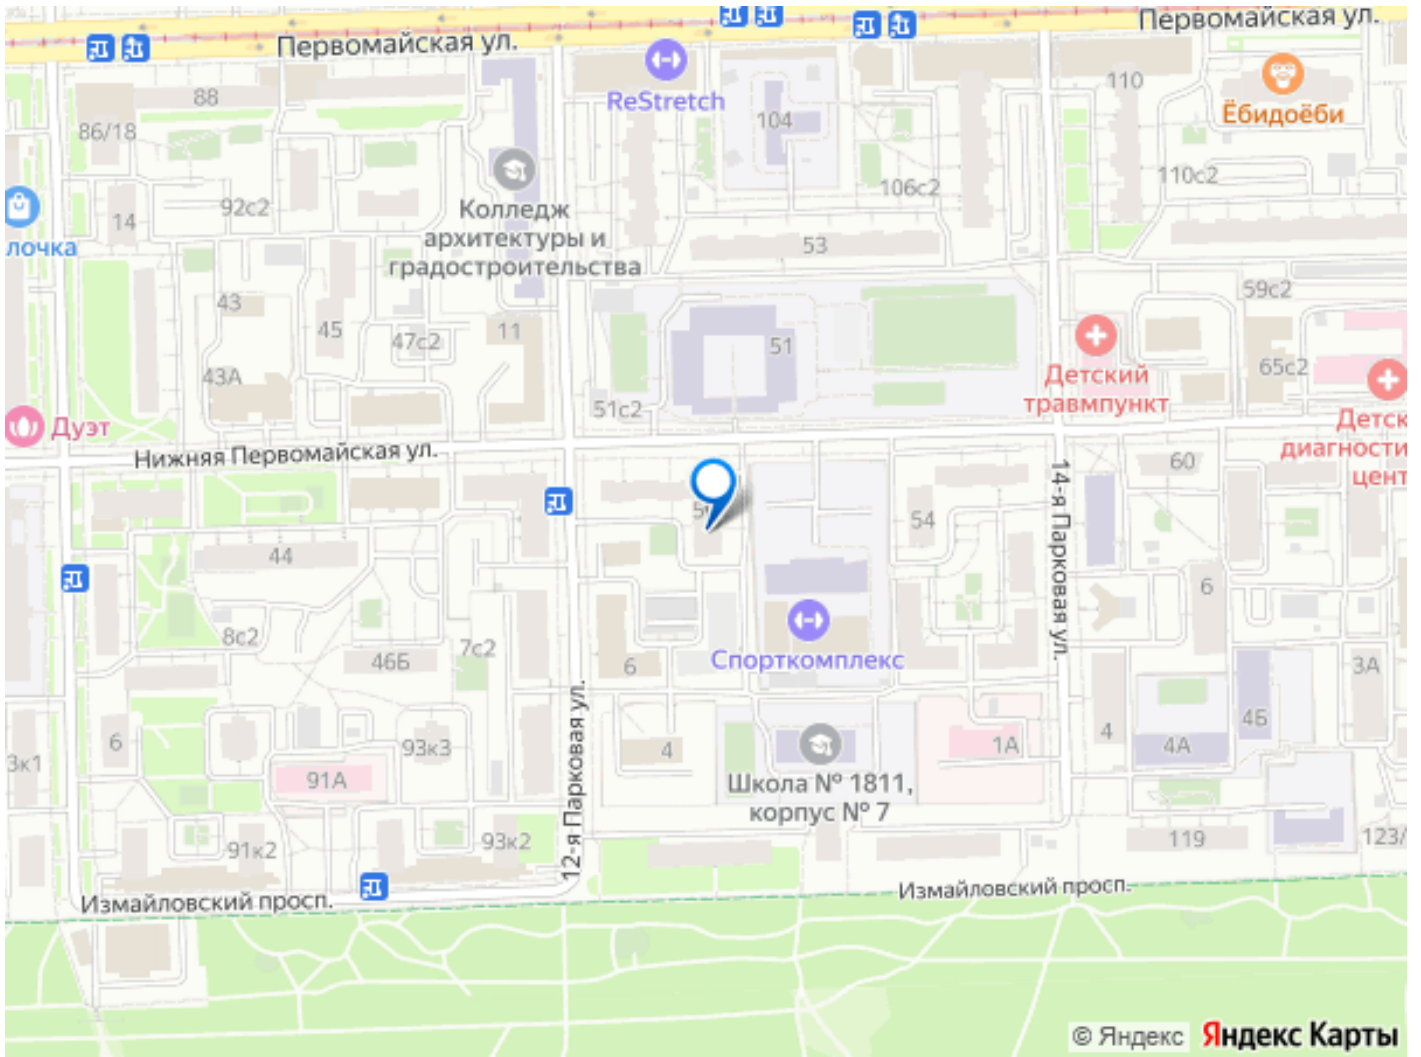 Первомайская ул.
Первомайская ул.
ReStretch
Ёбидоёби
88
86/18
104
110
110с2
106с2
92с2
14
лочка
Колледж
архитектуры и
градостроительства
53
59с2
43
45
47с2
11
51
65с2
43А
51с2
Детский
травмпункт
Дуэт
Нижняя Первомайская ул.
Детск
диагности
цент
60
14-я Парковая ул.
54
44
6
8с2
7с2
46Б
6
Спорткомплекс
3А
12-я Парковая ул.
6
93к3
4
1А
4
4А
4Б
3к1
91А
Школа № 1811,
корпус № 7
91к2
93к2
119
123/
Измайловский просп.
Измайловский просп.
© Яндекс
Яндекс Карты